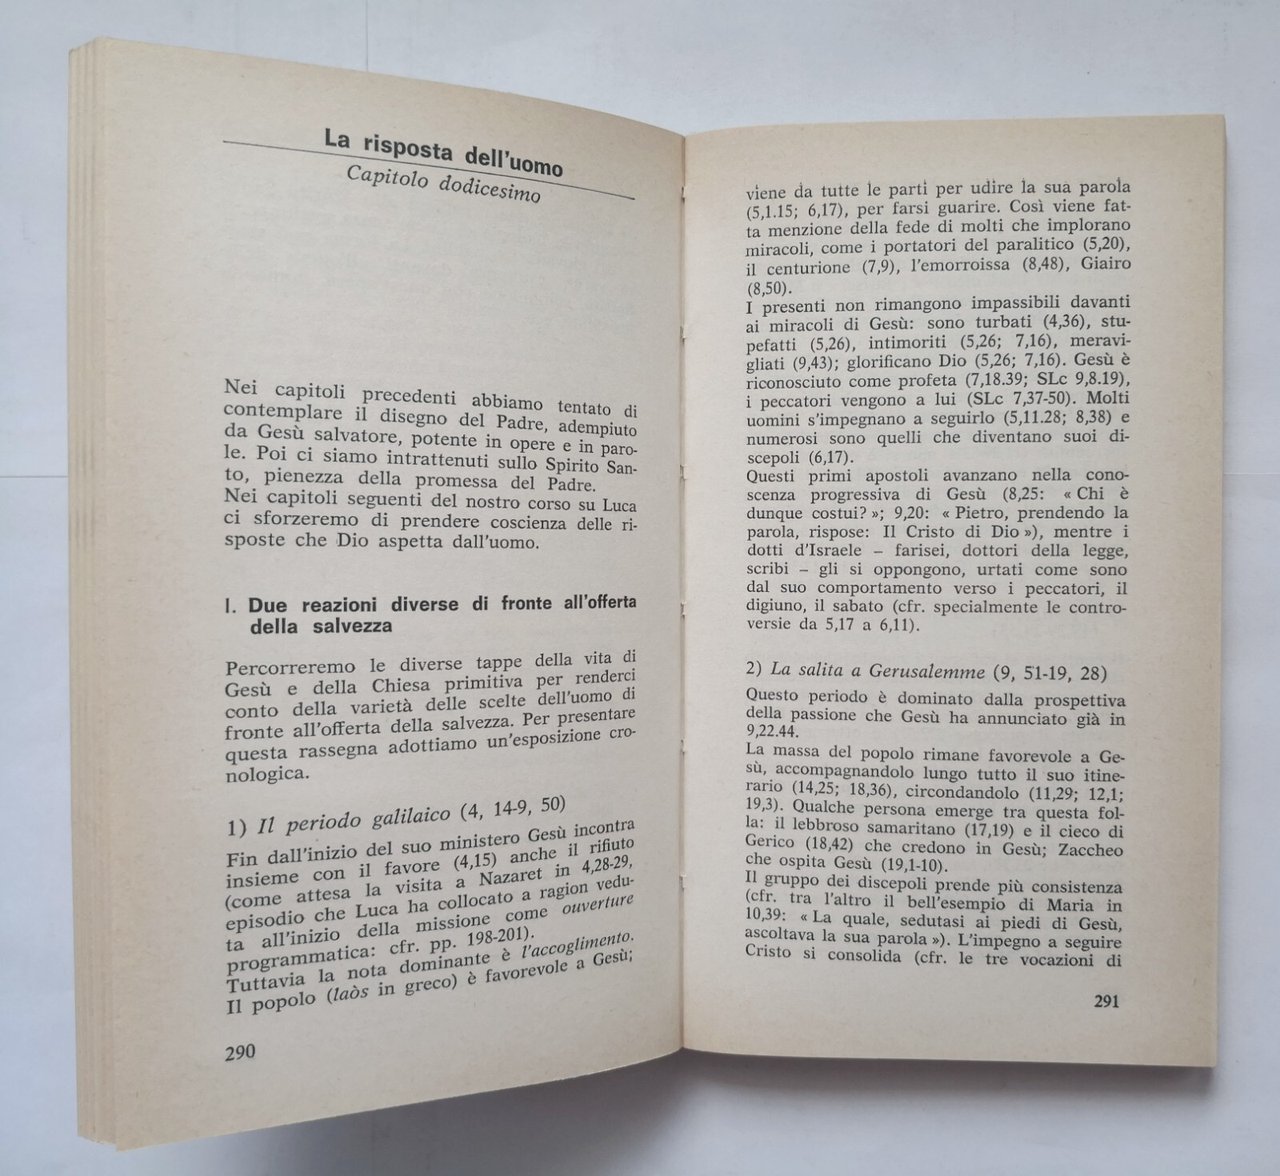 La risposta dell'uomo
Capitolo dodicesimo
Nei capitoli precedenti abbiamo tentato di
contemplare il disegno del Padre, adempiuto
da Gesù salvatore, potente in opere e in paro-
le. Poi ci siamo intrattenuti sullo Spirito San-
to, pienezza della promessa del Padre.
Nei capitoli seguenti del nostro corso su Luca
ci sforzeremo di prendere coscienza delle ri-
sposte che Dio aspetta dall'uomo.
I. Due reazioni diverse di fronte all'offerta
della salvezza
Percorreremo le diverse tappe della vita di
Gesù e della Chiesa primitiva per renderci
conto della varietà delle scelte dell'uomo di
fronte all'offerta della salvezza. Per presentare
questa rassegna adottiamo un'esposizione cro-
nologica.
1) Il periodo galilaico (4, 14-9, 50)
Fin dall'inizio del suo ministero Gesù incontra
insieme con il favore (4,15) anche il rifiuto
(come attesa la visita a Nazaret in 4,28-29,
episodio che Luca ha collocato a ragion vedu-
ta all'inizio della missione come ouverture
programmatica: cfr. pp. 198-201).
Tuttavia la nota dominante è l'accoglimento.
Il popolo (laòs in greco) è favorevole a Gesù;
290
viene da tutte le parti per udire la sua parola
(5,1.15; 6,17), per farsi guarire. Così viene fat-
ta menzione della fede di molti che implorano
miracoli, come i portatori del paralitico (5,20),
il centurione (7,9), l'emorroissa (8,48), Giairo
(8,50).
I presenti non rimangono impassibili davanti
ai miracoli di Gesù: sono turbati (4,36), stu-
pefatti (5,26), intimoriti (5,26; 7,16), meravi-
gliati (9,43); glorificano Dio (5,26; 7,16). Gesù è
riconosciuto come profeta (7,18.39; SLc 9,8.19),
i peccatori vengono a lui (SLc 7,37-50). Molti
uomini s'impegnano a seguirlo (5,11.28; 8,38) e
numerosi sono quelli che diventano suoi di-
scepoli (6,17).
Questi primi apostoli avanzano nella cono-
scenza progressiva di Gesù (8,25: « Chi è
dunque costui? »; 9,20: « Pietro, prendendo la
parola, rispose: Il Cristo di Dio »), mentre i
dotti d'Israele – farisei, dottori della legge,
scribi – gli si oppongono, urtati come sono
dal suo comportamento verso i peccatori, il
digiuno, il sabato (cfr. specialmente le contro-
versie da 5,17 a 6,11).
2) La salita a Gerusalemme (9, 51-19, 28)
Questo periodo è dominato dalla prospettiva
della passione che Gesù ha annunciato già in
9,22.44.
La massa del popolo rimane favorevole a Ge-
sù, accompagnandolo lungo tutto il suo itine-
rario (14,25; 18,36), circondandolo (11,29; 12,1;
19,3). Qualche persona emerge tra questa fol-
la: il lebbroso samaritano (17,19) e il cieco di
Gerico (18,42) che credono in Gesù; Zaccheo
che ospita Gesù (19,1-10).
Il gruppo dei discepoli prende più consistenza
(cfr. tra l'altro il bell'esempio di Maria in
10,39: « La quale, sedutasi ai piedi di Gesù,
ascoltava la sua parola »). L'impegno a seguire
Cristo si consolida (cfr. le tre vocazioni di
291